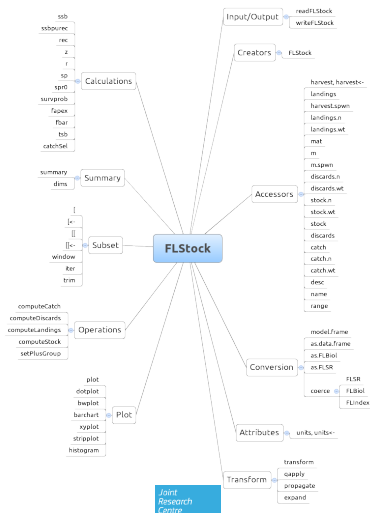 FLStock
Calculations
ssb
ssbpurec
rec
z
r
sp
spr0
survprob
fapex
fbar
tsb
catchSel
Summary
summary
dims
Subset
[
[<-
[[
[[<-
window
iter
trim
Operations
computeCatch
computeDiscards
computeLandings
computeStock
setPlusGroup
Plot
plot
dotplot
bwplot
barchart
xyplot
stripplot
histogram
Input/Output
readFLStock
writeFLStock
Creators
FLStock
Accessors
harvest, harvest<-
landings
harvest.spwn
landings.n
landings.wt
mat
m
m.spwn
discards.n
discards.wt
stock.n
stock.wt
stock
discards
catch
catch.n
catch.wt
desc
name
range
Conversion
model.frame
as.data.frame
as.FLBiol
as.FLSR
coerce
FLSR
FLBiol
FLIndex
Attributes
units, units<-
Transform
transform
qapply
propagate
expand
Joint
Research
Centre